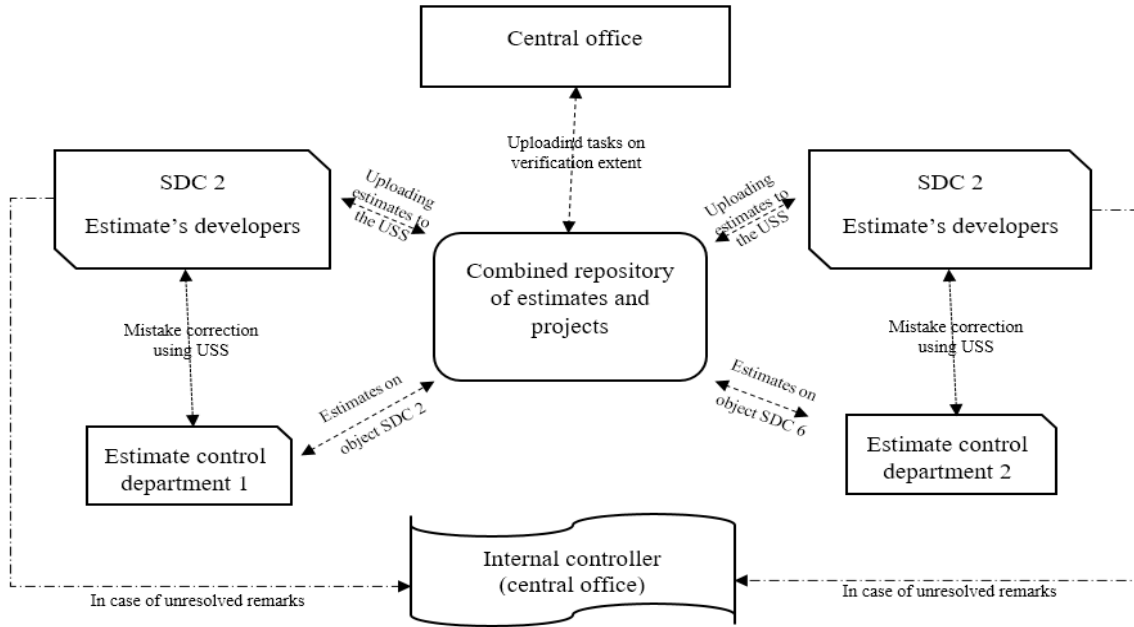 Central office
Uploadind tasks on
verification extent
SDC 2
Estimate's developers
Uploading
estimates to
the USS
Uploading
estimates to
the USS
SDC 2
Estimate's developers
Combined repository
of estimates and
projects
Mistake correction
using USS
Mistake correction
using USS
Estimates on
object SDC 2
Estimates on
object SDC 6
Estimate control
department 1
Estimate control
department 2
Internal controller
(central office)
In case of unresolved remarks
In case of unresolved remarks